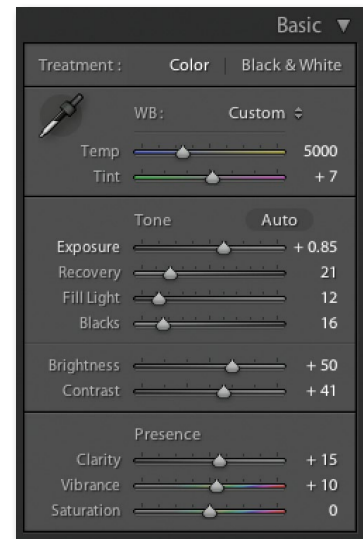 Basic
Treatment : Color | Black & White
WB : Custom
Temp 5000
Tint + 7
Tone Auto
Exposure + 0.85
Recovery 21
Fill Light 12
Blacks 16
Brightness + 50
Contrast + 41
Presence
Clarity + 15
Vibrance + 10
Saturation 0